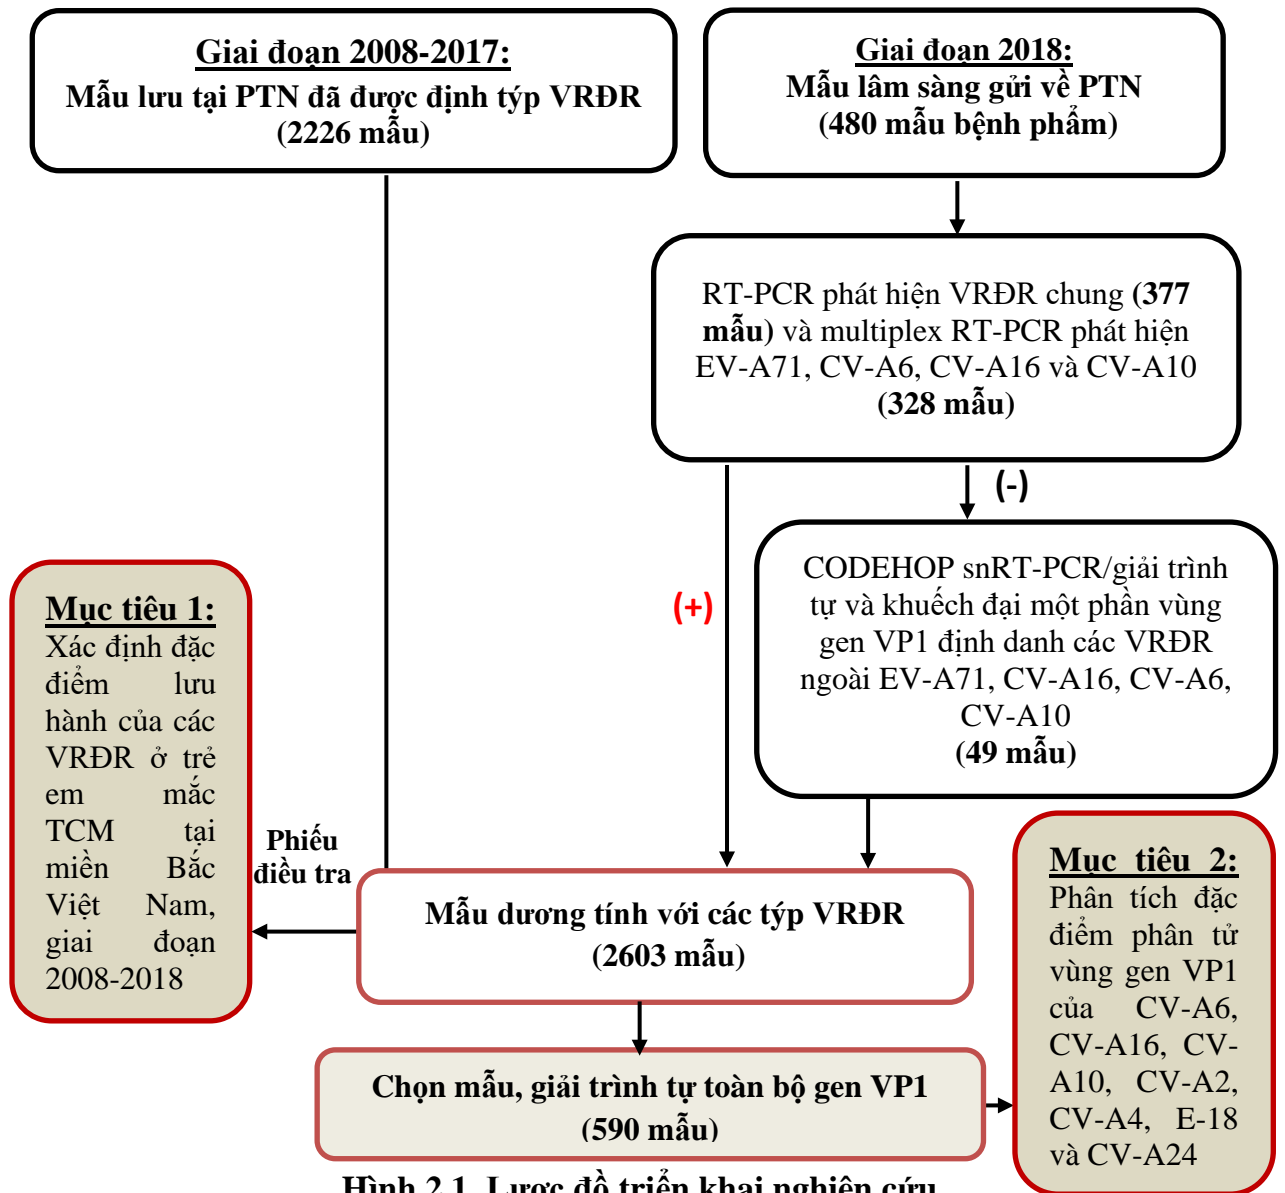 Giai đoạn 2008-2017:
Mẫu lưu tại PTN đã được định týp VRĐR
(2226 mẫu)
Giai đoạn 2018:
Mẫu lâm sàng gửi về PTN
(480 mẫu bệnh phẩm)
RT-PCR phát hiện VRĐR chung (377
mẫu) và multiplex RT-PCR phát hiện
EV-A71, CV-A6, CV-A16 và CV-A10
(328 mẫu)
(-)
(+)
CODEHOP snRT-PCR/giải trình
tự và khuếch đại một phần vùng
gen VP1 định danh các VRĐR
ngoài EV-A71, CV-A16, CV-A6,
CV-A10
(49 mẫu)
Mục tiêu 1:
Xác định đặc
điểm lưu
hành của các
VRĐR ở trẻ
em mắc
TCM tại
miền Bắc
Việt Nam,
giai đoạn
2008-2018
Phiếu
điều tra
Mẫu dương tính với các týp VRĐR
(2603 mẫu)
Mục tiêu 2:
Phân tích đặc
điểm phân tử
vùng gen VP1
của CV-A6,
CV-A16, CV-
A10, CV-A2,
CV-A4, E-18
và CV-A24
Chọn mẫu, giải trình tự toàn bộ gen VP1
(590 mẫu)
Hình 2.1. Lược đồ triển khai nghiên cứu